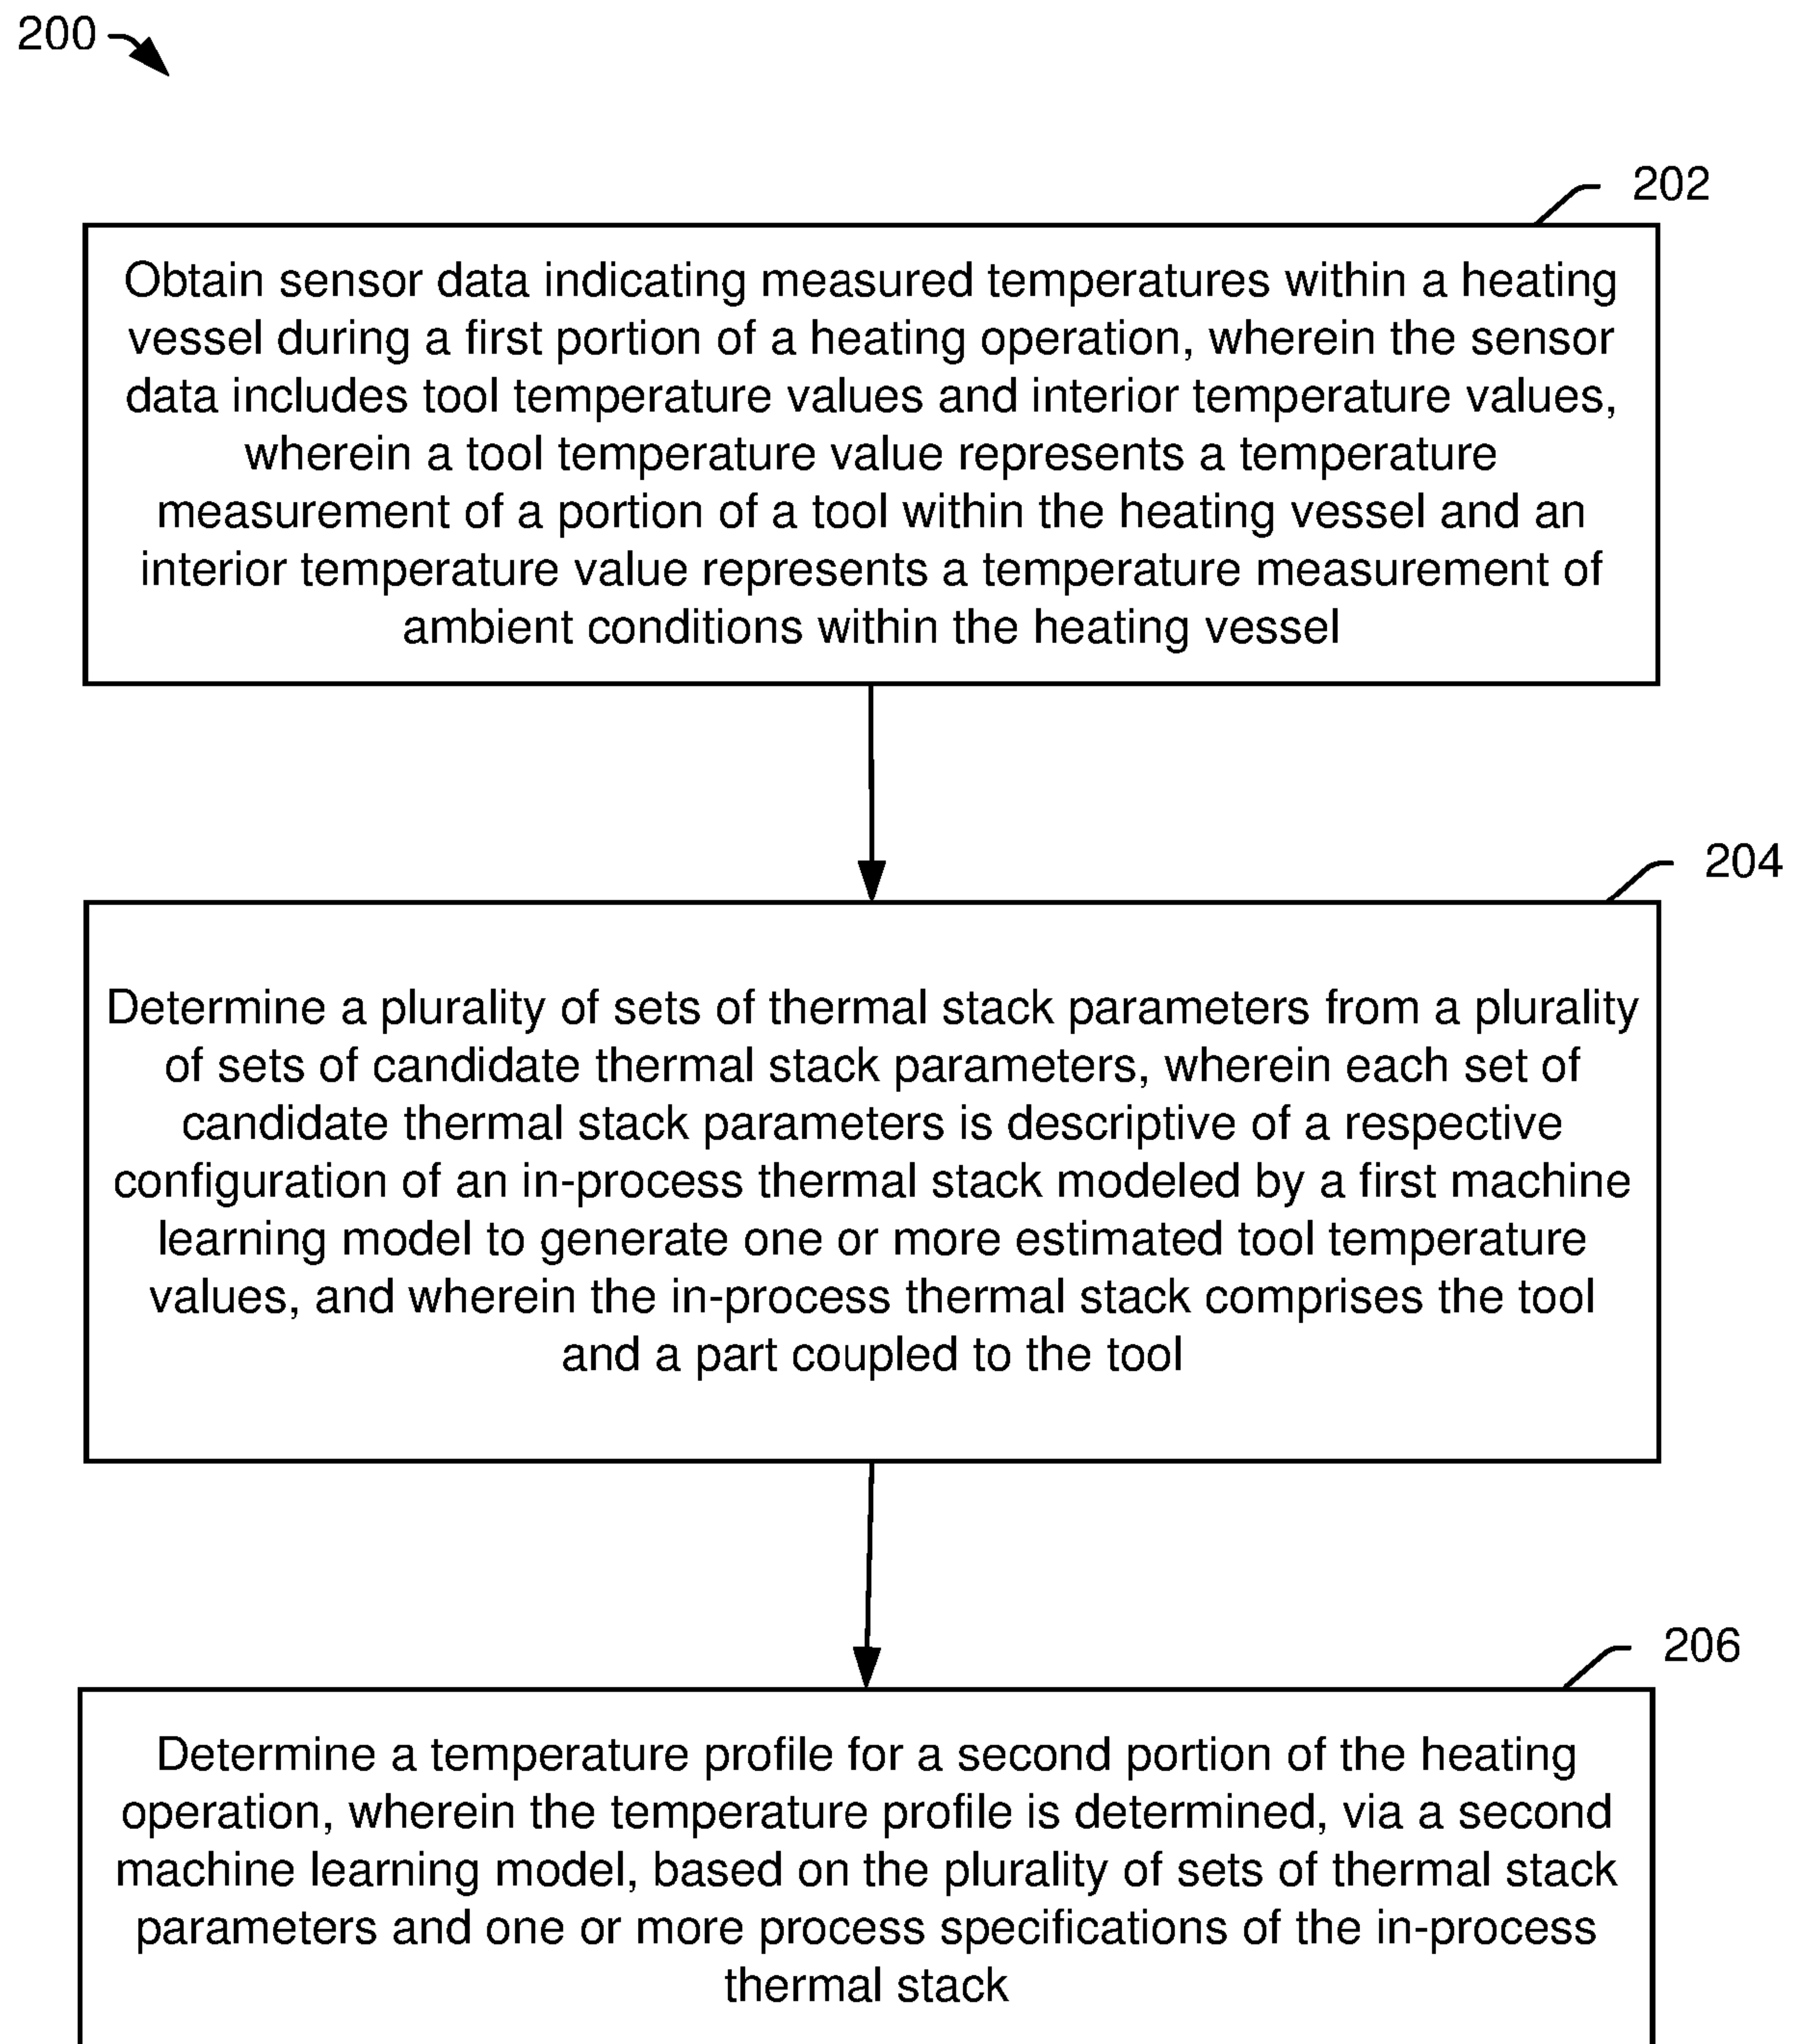 200
202
Obtain sensor data indicating measured temperatures within a heating
vessel during a first portion of a heating operation, wherein the sensor
data includes tool temperature values and interior temperature values,
wherein a tool temperature value represents a temperature
measurement of a portion of a tool within the heating vessel and an
interior temperature value represents a temperature measurement of
ambient conditions within the heating vessel
204
Determine a plurality of sets of thermal stack parameters from a plurality
of sets of candidate thermal stack parameters, wherein each set of
candidate thermal stack parameters is descriptive of a respective
configuration of an in-process thermal stack modeled by a first machine
learning model to generate one or more estimated tool temperature
values, and wherein the in-process thermal stack comprises the tool
and a part coupled to the tool
206
Determine a temperature profile for a second portion of the heating
operation, wherein the temperature profile is determined, via a second
machine learning model, based on the plurality of sets of thermal stack
parameters and one or more process specifications of the in-process
thermal stack